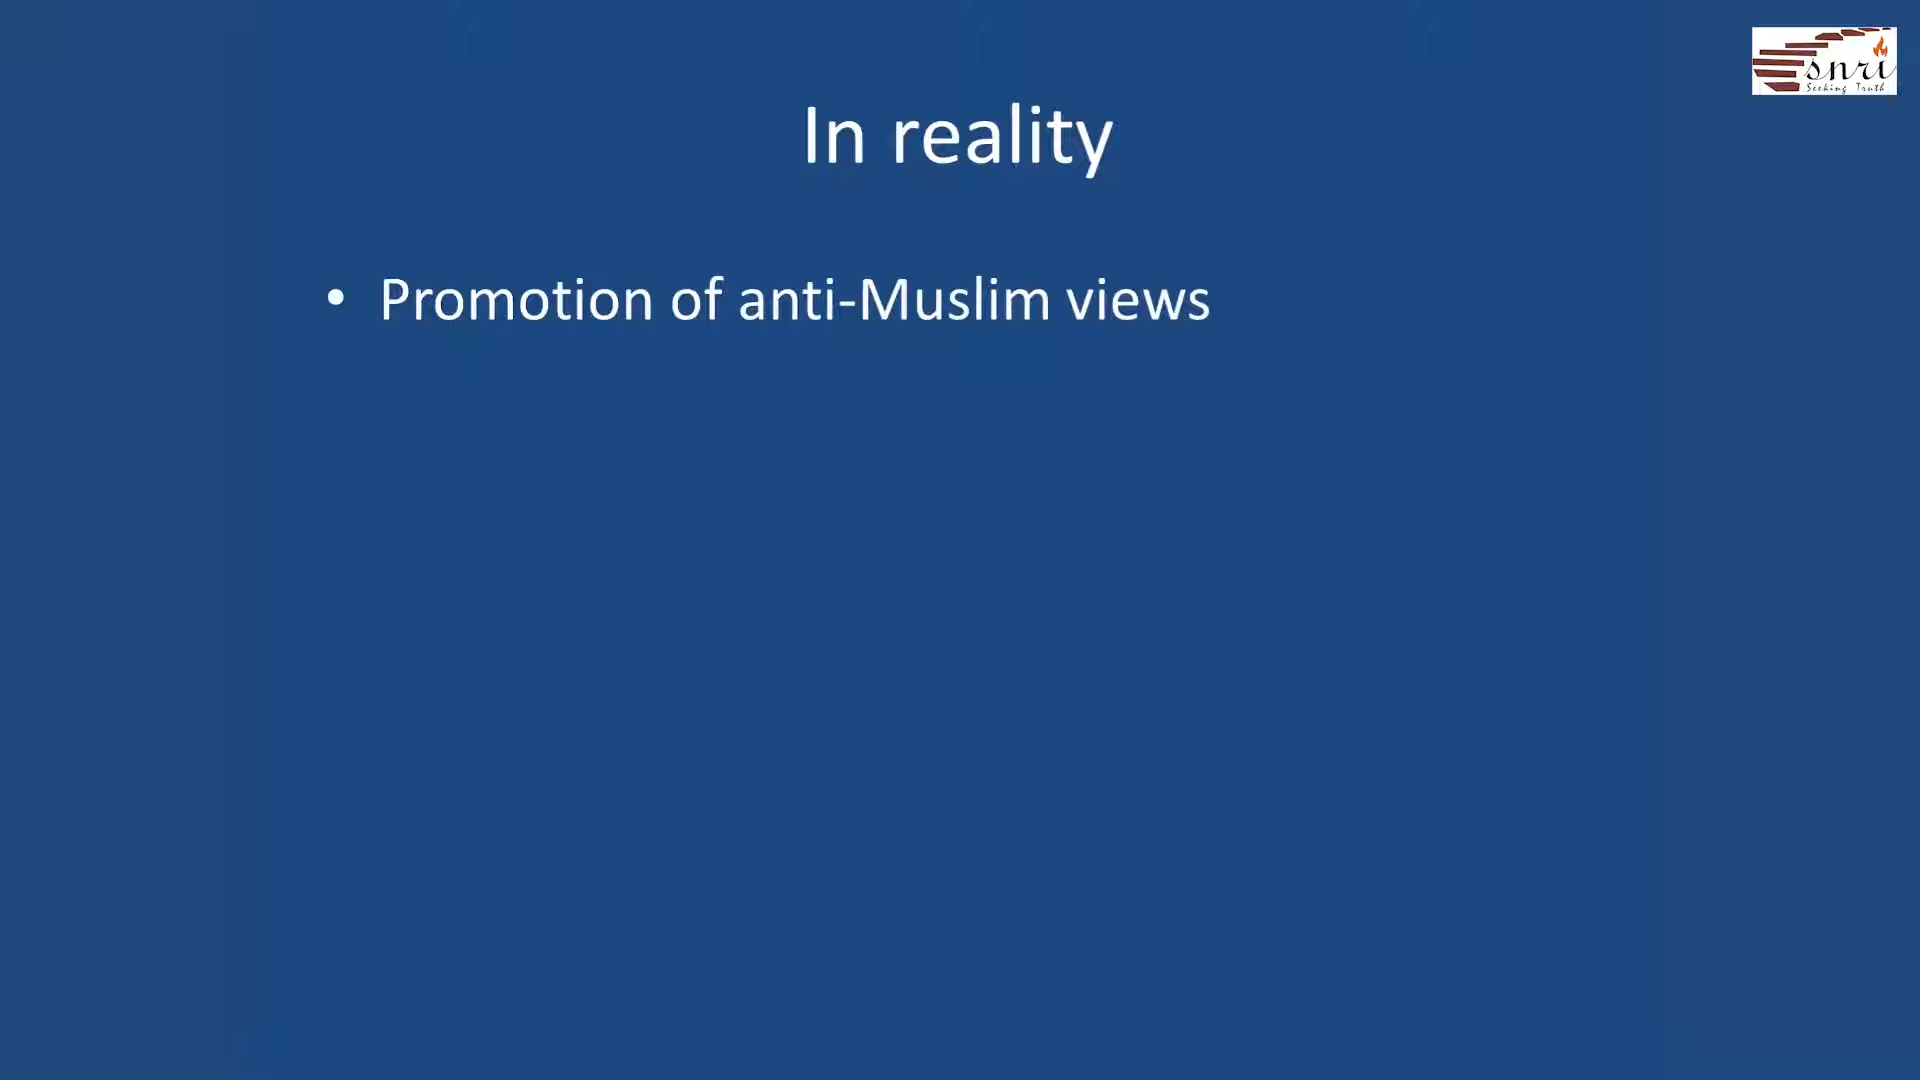 snri
Seeking Truth
In reality
• Promotion of anti-Muslim views